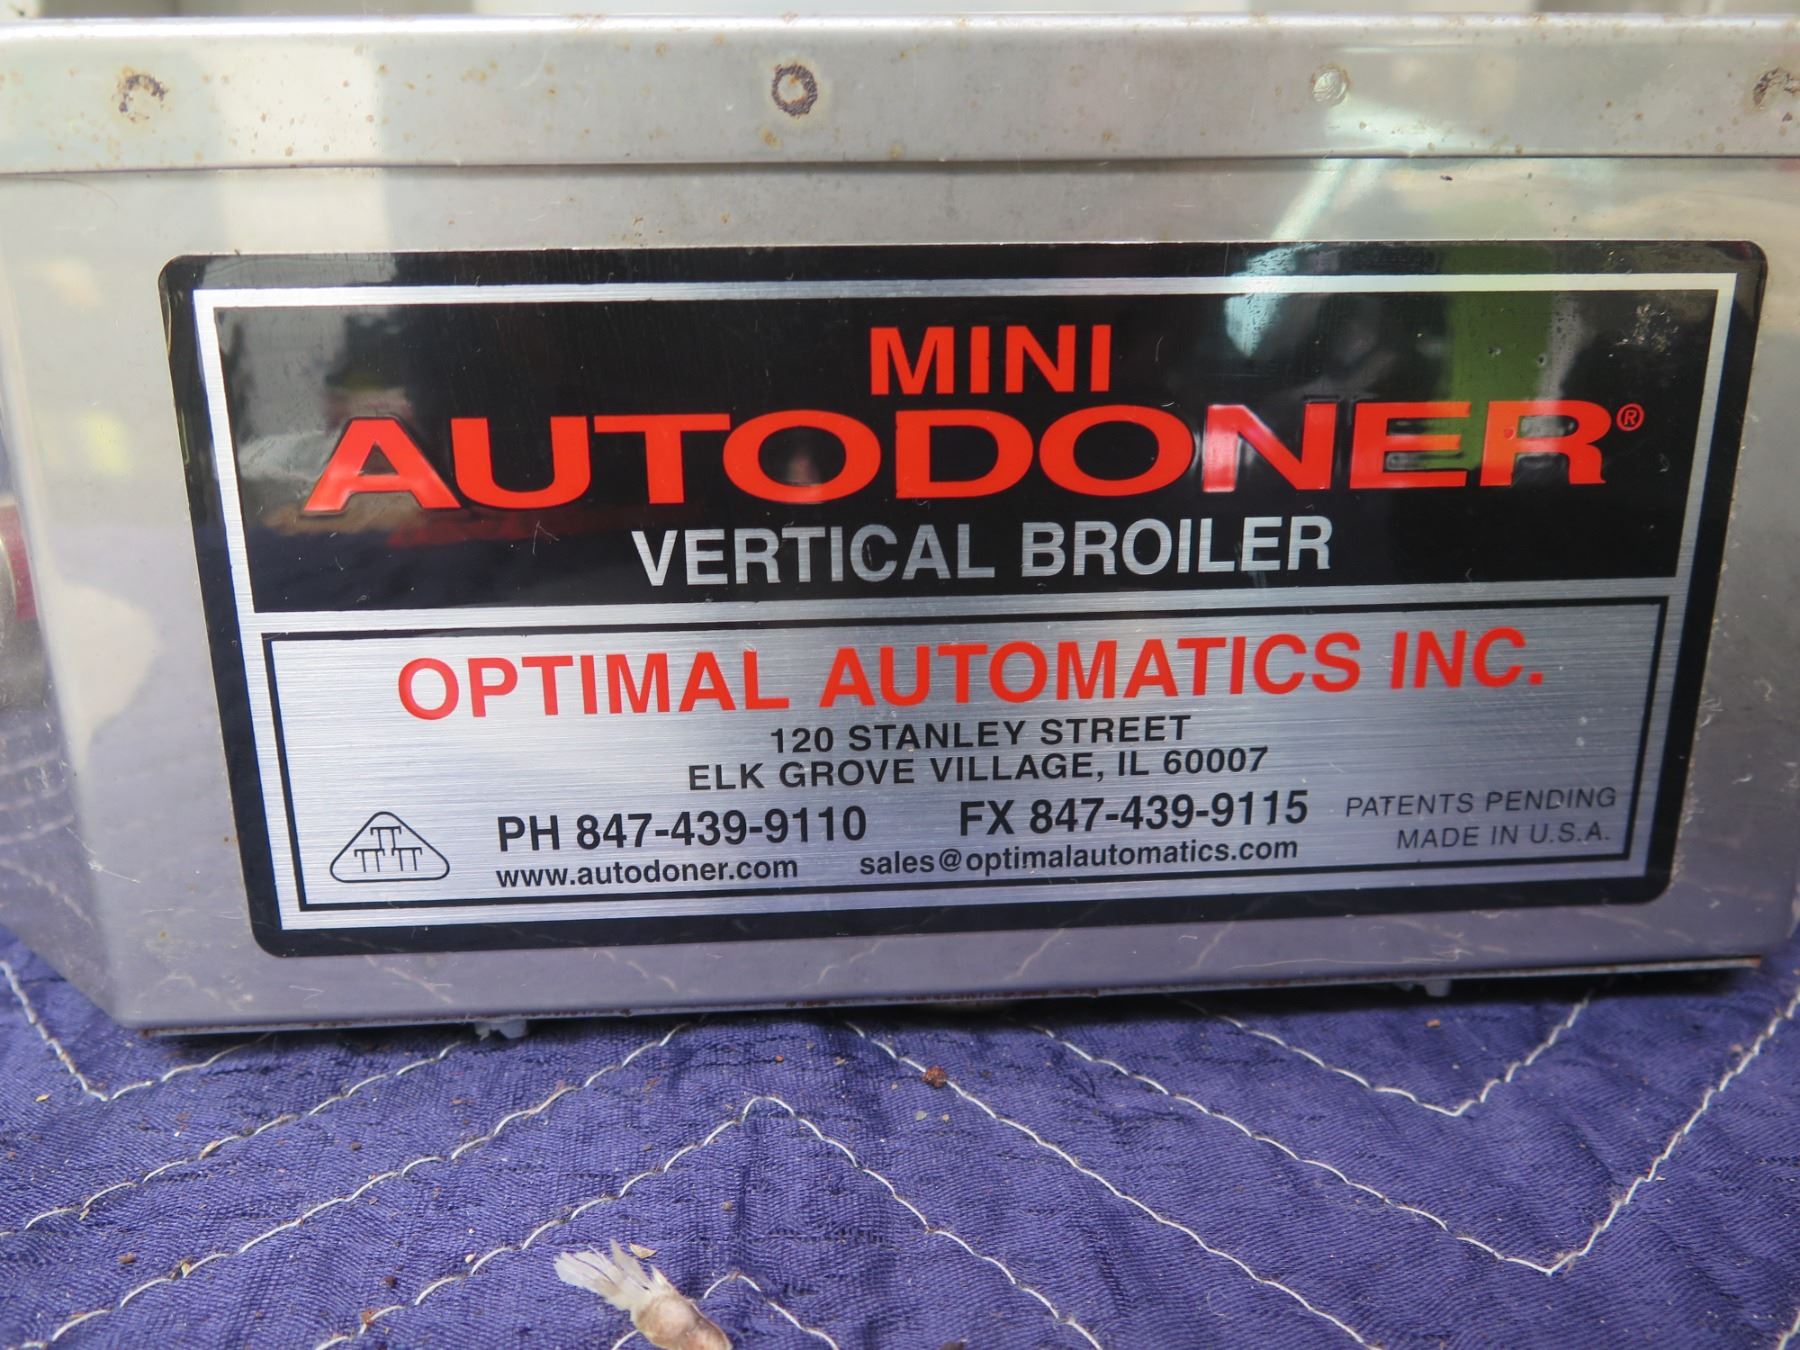 MINI
AUTODONER®
VERTICAL BROILER
OPTIMAL AUTOMATICS INC.
120 STANLEY STREET
ELK GROVE VILLAGE, IL 60007
PH 847-439-9110 FX 847-439-9115
www.autodoner.com sales@optimalautomatics.com
PATENTS PENDING
MADE IN U.S.A.